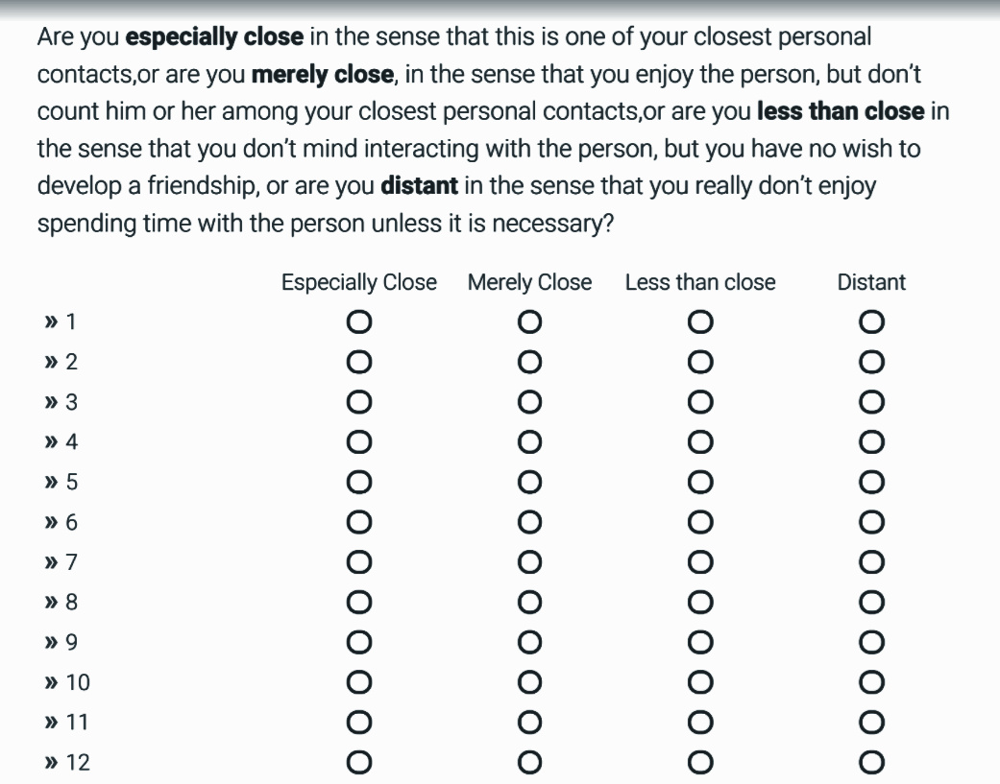 Are you especially close in the sense that this is one of your closest personal
contacts,or are you merely close, in the sense that you enjoy the person, but don't
count him or her among your closest personal contacts,or are you less than close in
the sense that you don't mind interacting with the person, but you have no wish to
develop a friendship, or are you distant in the sense that you really don't enjoy
spending time with the person unless it is necessary?
Especially Close Merely Close Less than close Distant
» 1
» 2
» 3
» 4
» 5
» 6
» 7
» 8
» 9
» 10
» 11
» 12